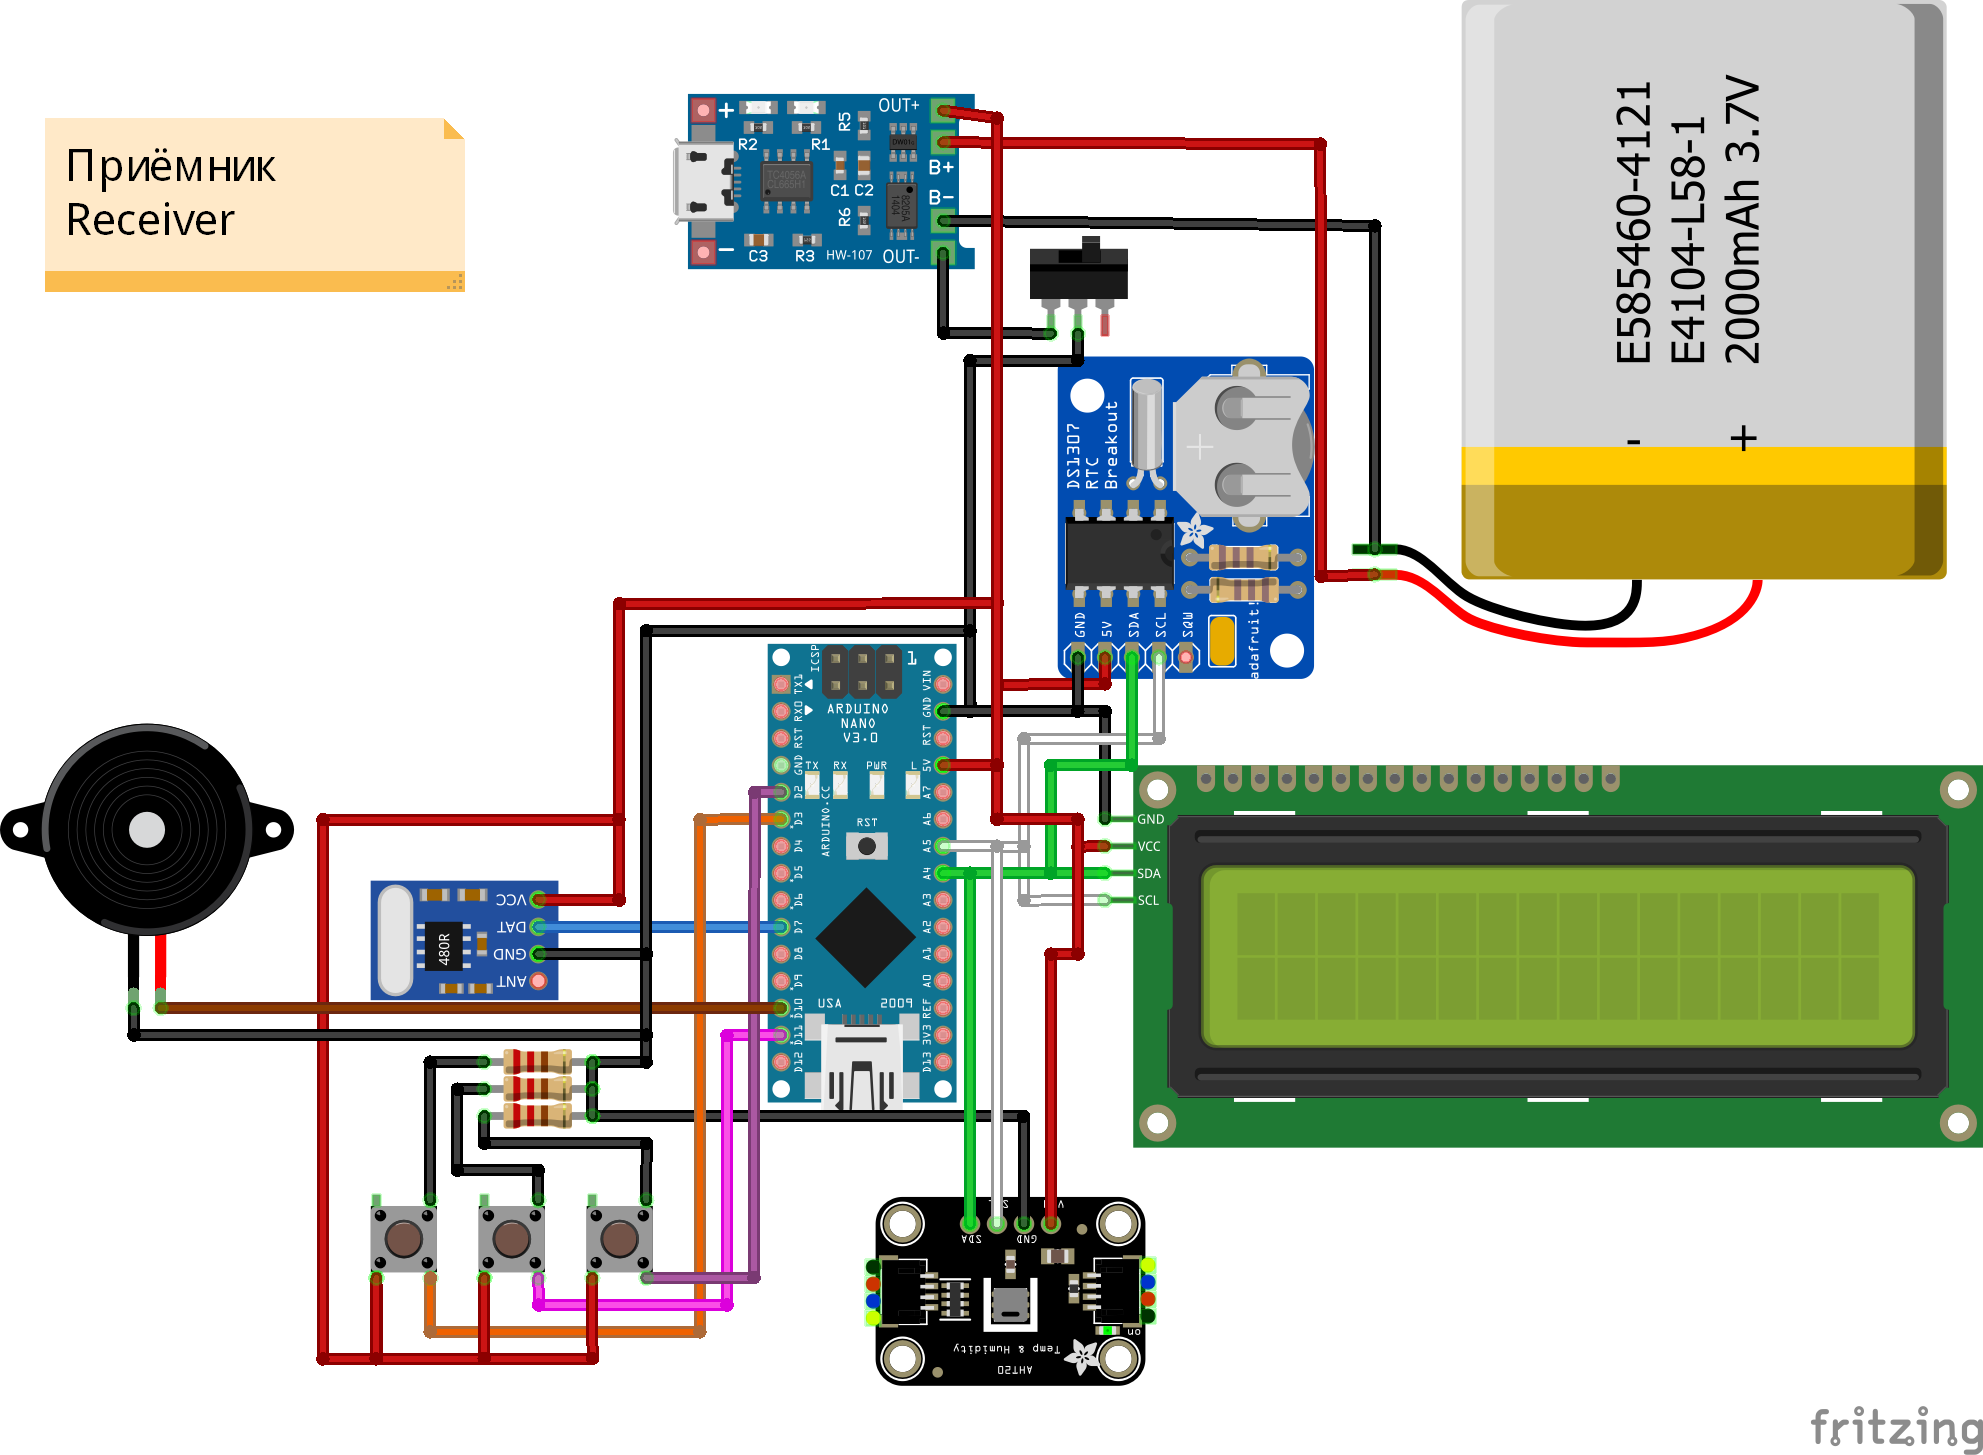 Приёмник
Receiver
+
OUT+
R5
R2
R1
B+
TC4056A
C1
C2
B-
R6
8205A
1404
C3
R3
HW-107
OUT-
-
E585460-4121
E4104-L58-1
2000mAh 3.7V
- +
DS1307
RTC
Breakout
GND
5V
SDA
SCL
SQW
adafruit!
ICSP
1
ARDUINO
NANO
V3.0
TX1
RX0
RST
GND
D2
D3
D4
D5
D6
D7
D8
D9
D10
D11
D12
VIN
GND
RST
5V
A7
A6
A5
A4
A3
A2
A1
A0
REF
3V3
D13
TX
RX
PWR
L
RST
ARDUINO.CC
USA
2009
VCC
DAT
GND
ANT
480R
GND
VCC
SDA
SCL
SDA
GND
on
Temp & Humidity
AHT20
fritzing